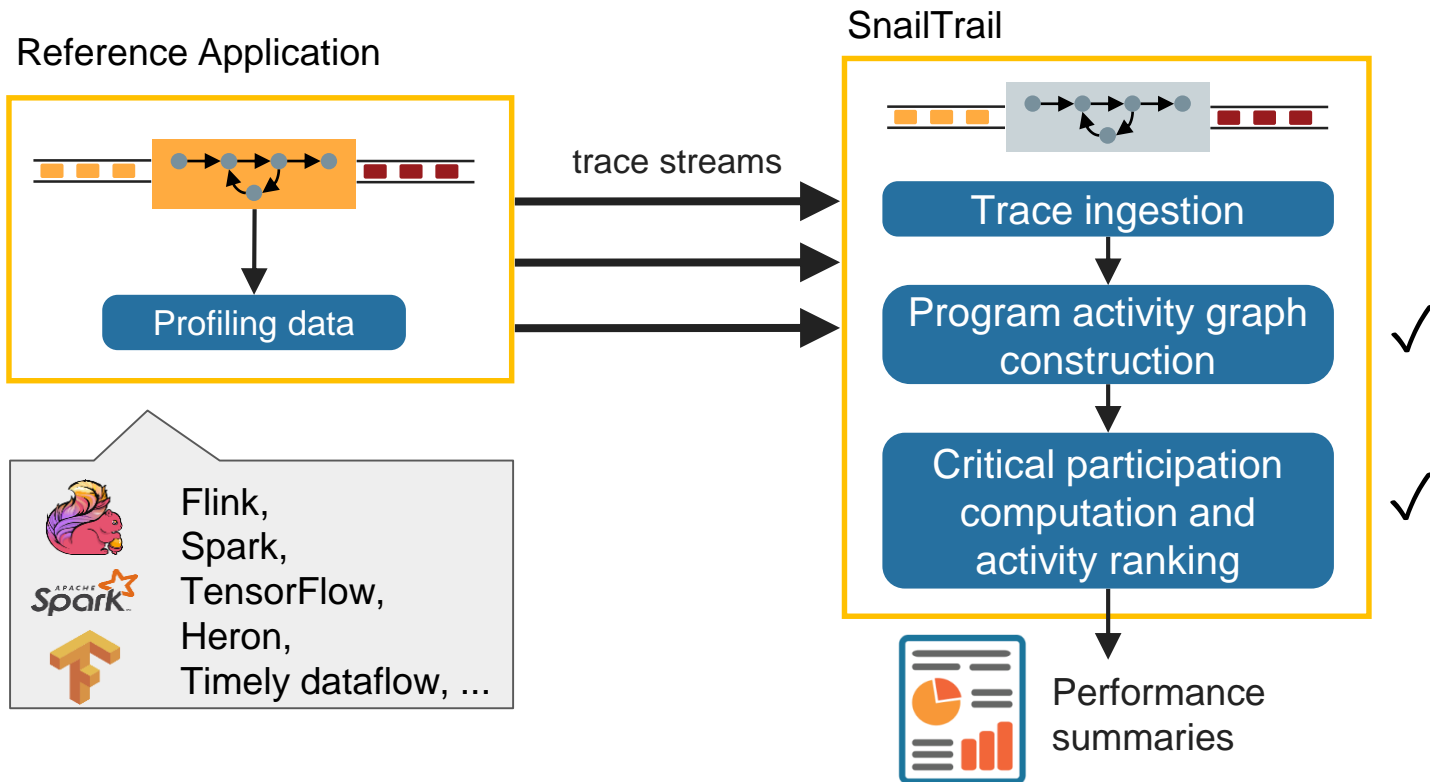 Reference Application
SnailTrail
trace streams
Profiling data
Trace ingestion
Program activity graph
construction
Critical participation
computation and
activity ranking
Flink,
Spark,
TensorFlow,
Heron,
Timely dataflow, ...
APACHE
Spark
Performance
summaries